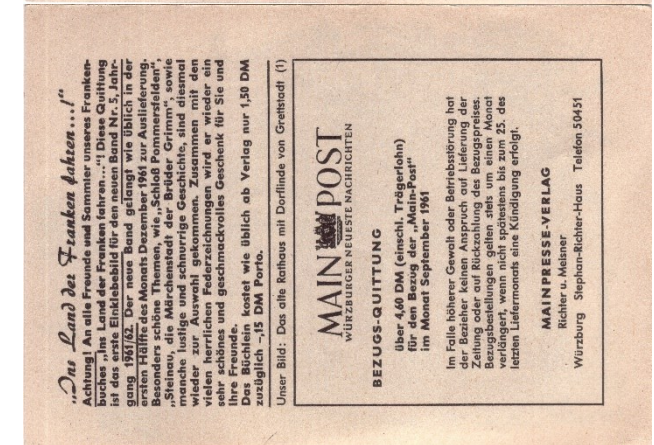 „Ins Land der Franken fahren...!"
Achtung! An alle Freunde und Sammler unseres Franken-
buches „Ins Land der Franken fahren...."! Diese Quittung
ist das erste Einklebebild für den neuen Band Nr. 5, Jahr-
gang 1961/62. Der neue Band gelangt wie üblich in der
ersten Hälfte des Monats Dezember 1961 zur Auslieferung.
Besonders schöne Themen, wie „Schloß Pommersfelden",
„Steinau, die Märchenstadt der Brüder Grimm", sowie
manche lustige und schaurige Geschichte, sind diesmal
wieder zur Auswahl gekommen. Zusammen mit den
vielen herrlichen Federzeichnungen wird er wieder ein
sehr schönes und geschmackvolles Geschenk für Sie und
Ihre Freunde.
Das Büchlein kostet wie üblich ab Verlag nur 1,50 DM
zuzüglich –,15 DM Porto.
Unser Bild: Das alte Rathaus mit Dorflinde von Grettstadt (1)
MAIN POST
WÜRZBURGER NEUESTE NACHRICHTEN
BEZUGS-QUITTUNG
über 4,60 DM (einschl. Trägerlohn)
für den Bezug der „Main-Post"
im Monat September 1961
Im Falle höherer Gewalt oder Betriebsstörung hat
der Bezieher keinen Anspruch auf Lieferung der
Zeitung oder auf Rückzahlung des Bezugspreises.
Bezugsbestellungen gelten stets um einen Monat
verlängert, wenn nicht spätestens bis zum 25. des
letzten Liefermonats eine Kündigung erfolgt.
MAINPRESSE-VERLAG
Richter u. Meisner
Würzburg Stephan-Richter-Haus Telefon 50451